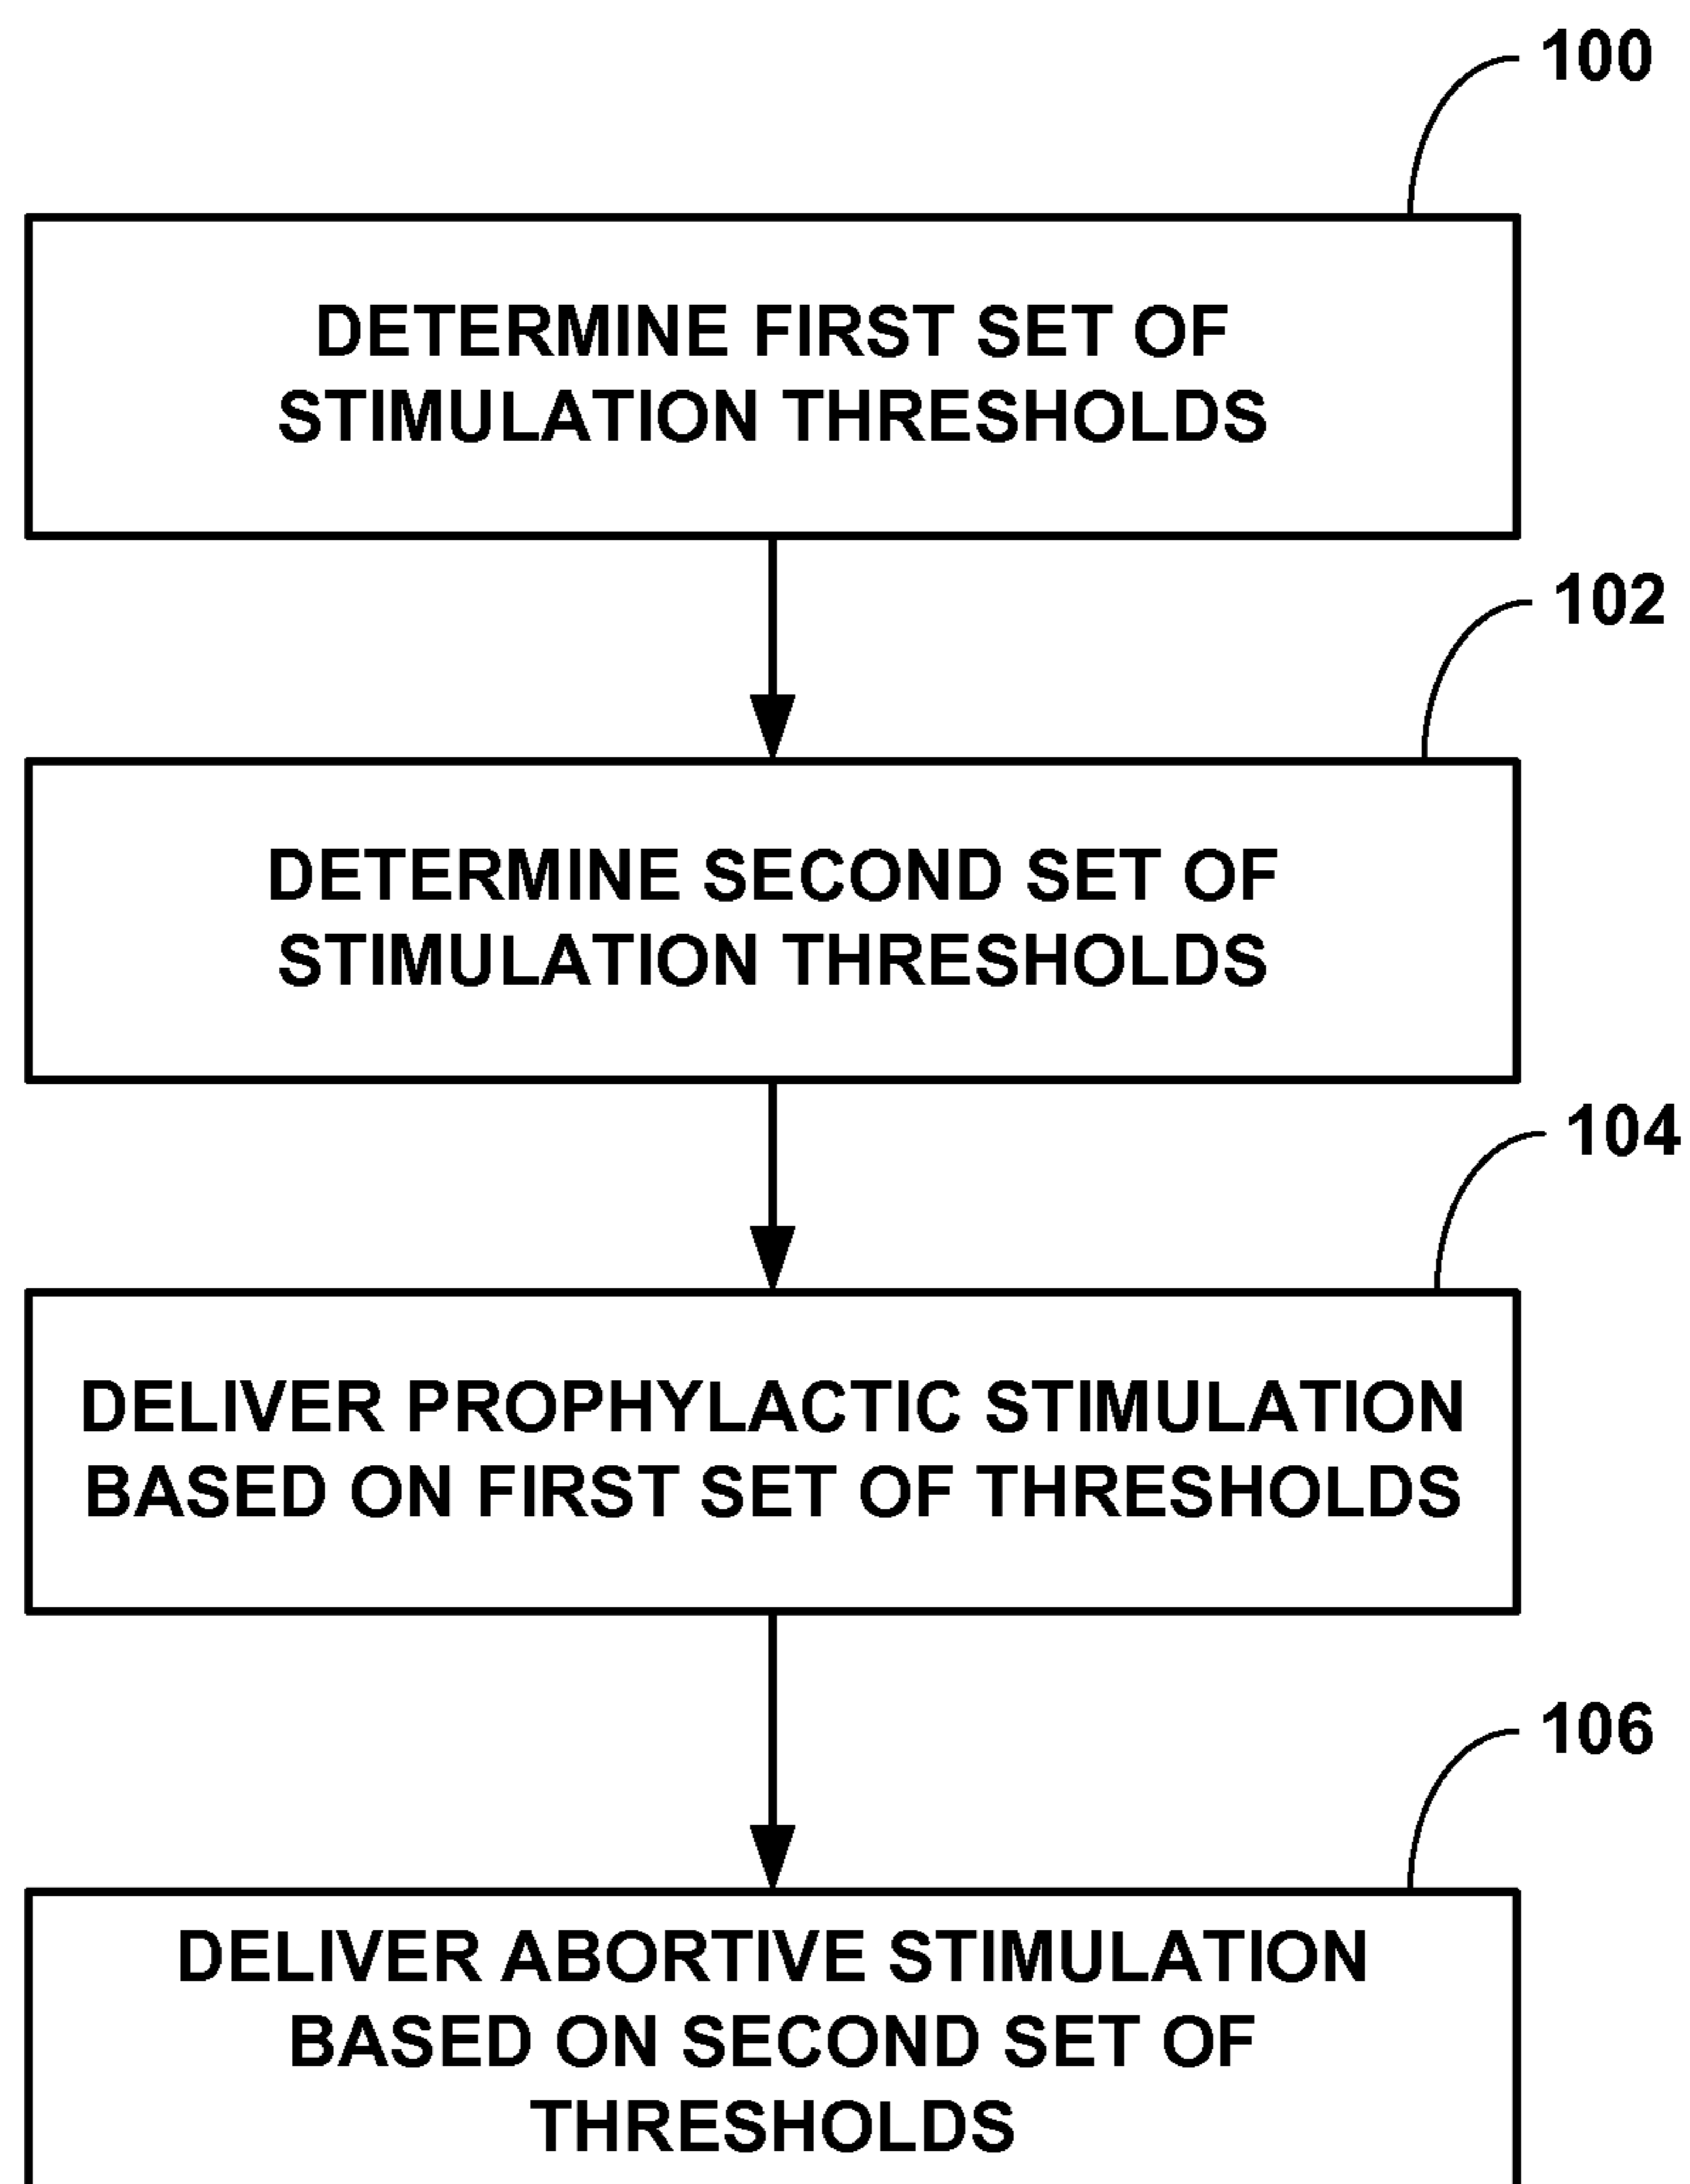 100
DETERMINE FIRST SET OF
STIMULATION THRESHOLDS
102
DETERMINE SECOND SET OF
STIMULATION THRESHOLDS
104
DELIVER PROPHYLACTIC STIMULATION
BASED ON FIRST SET OF THRESHOLDS
106
DELIVER ABORTIVE STIMULATION
BASED ON SECOND SET OF
THRESHOLDS